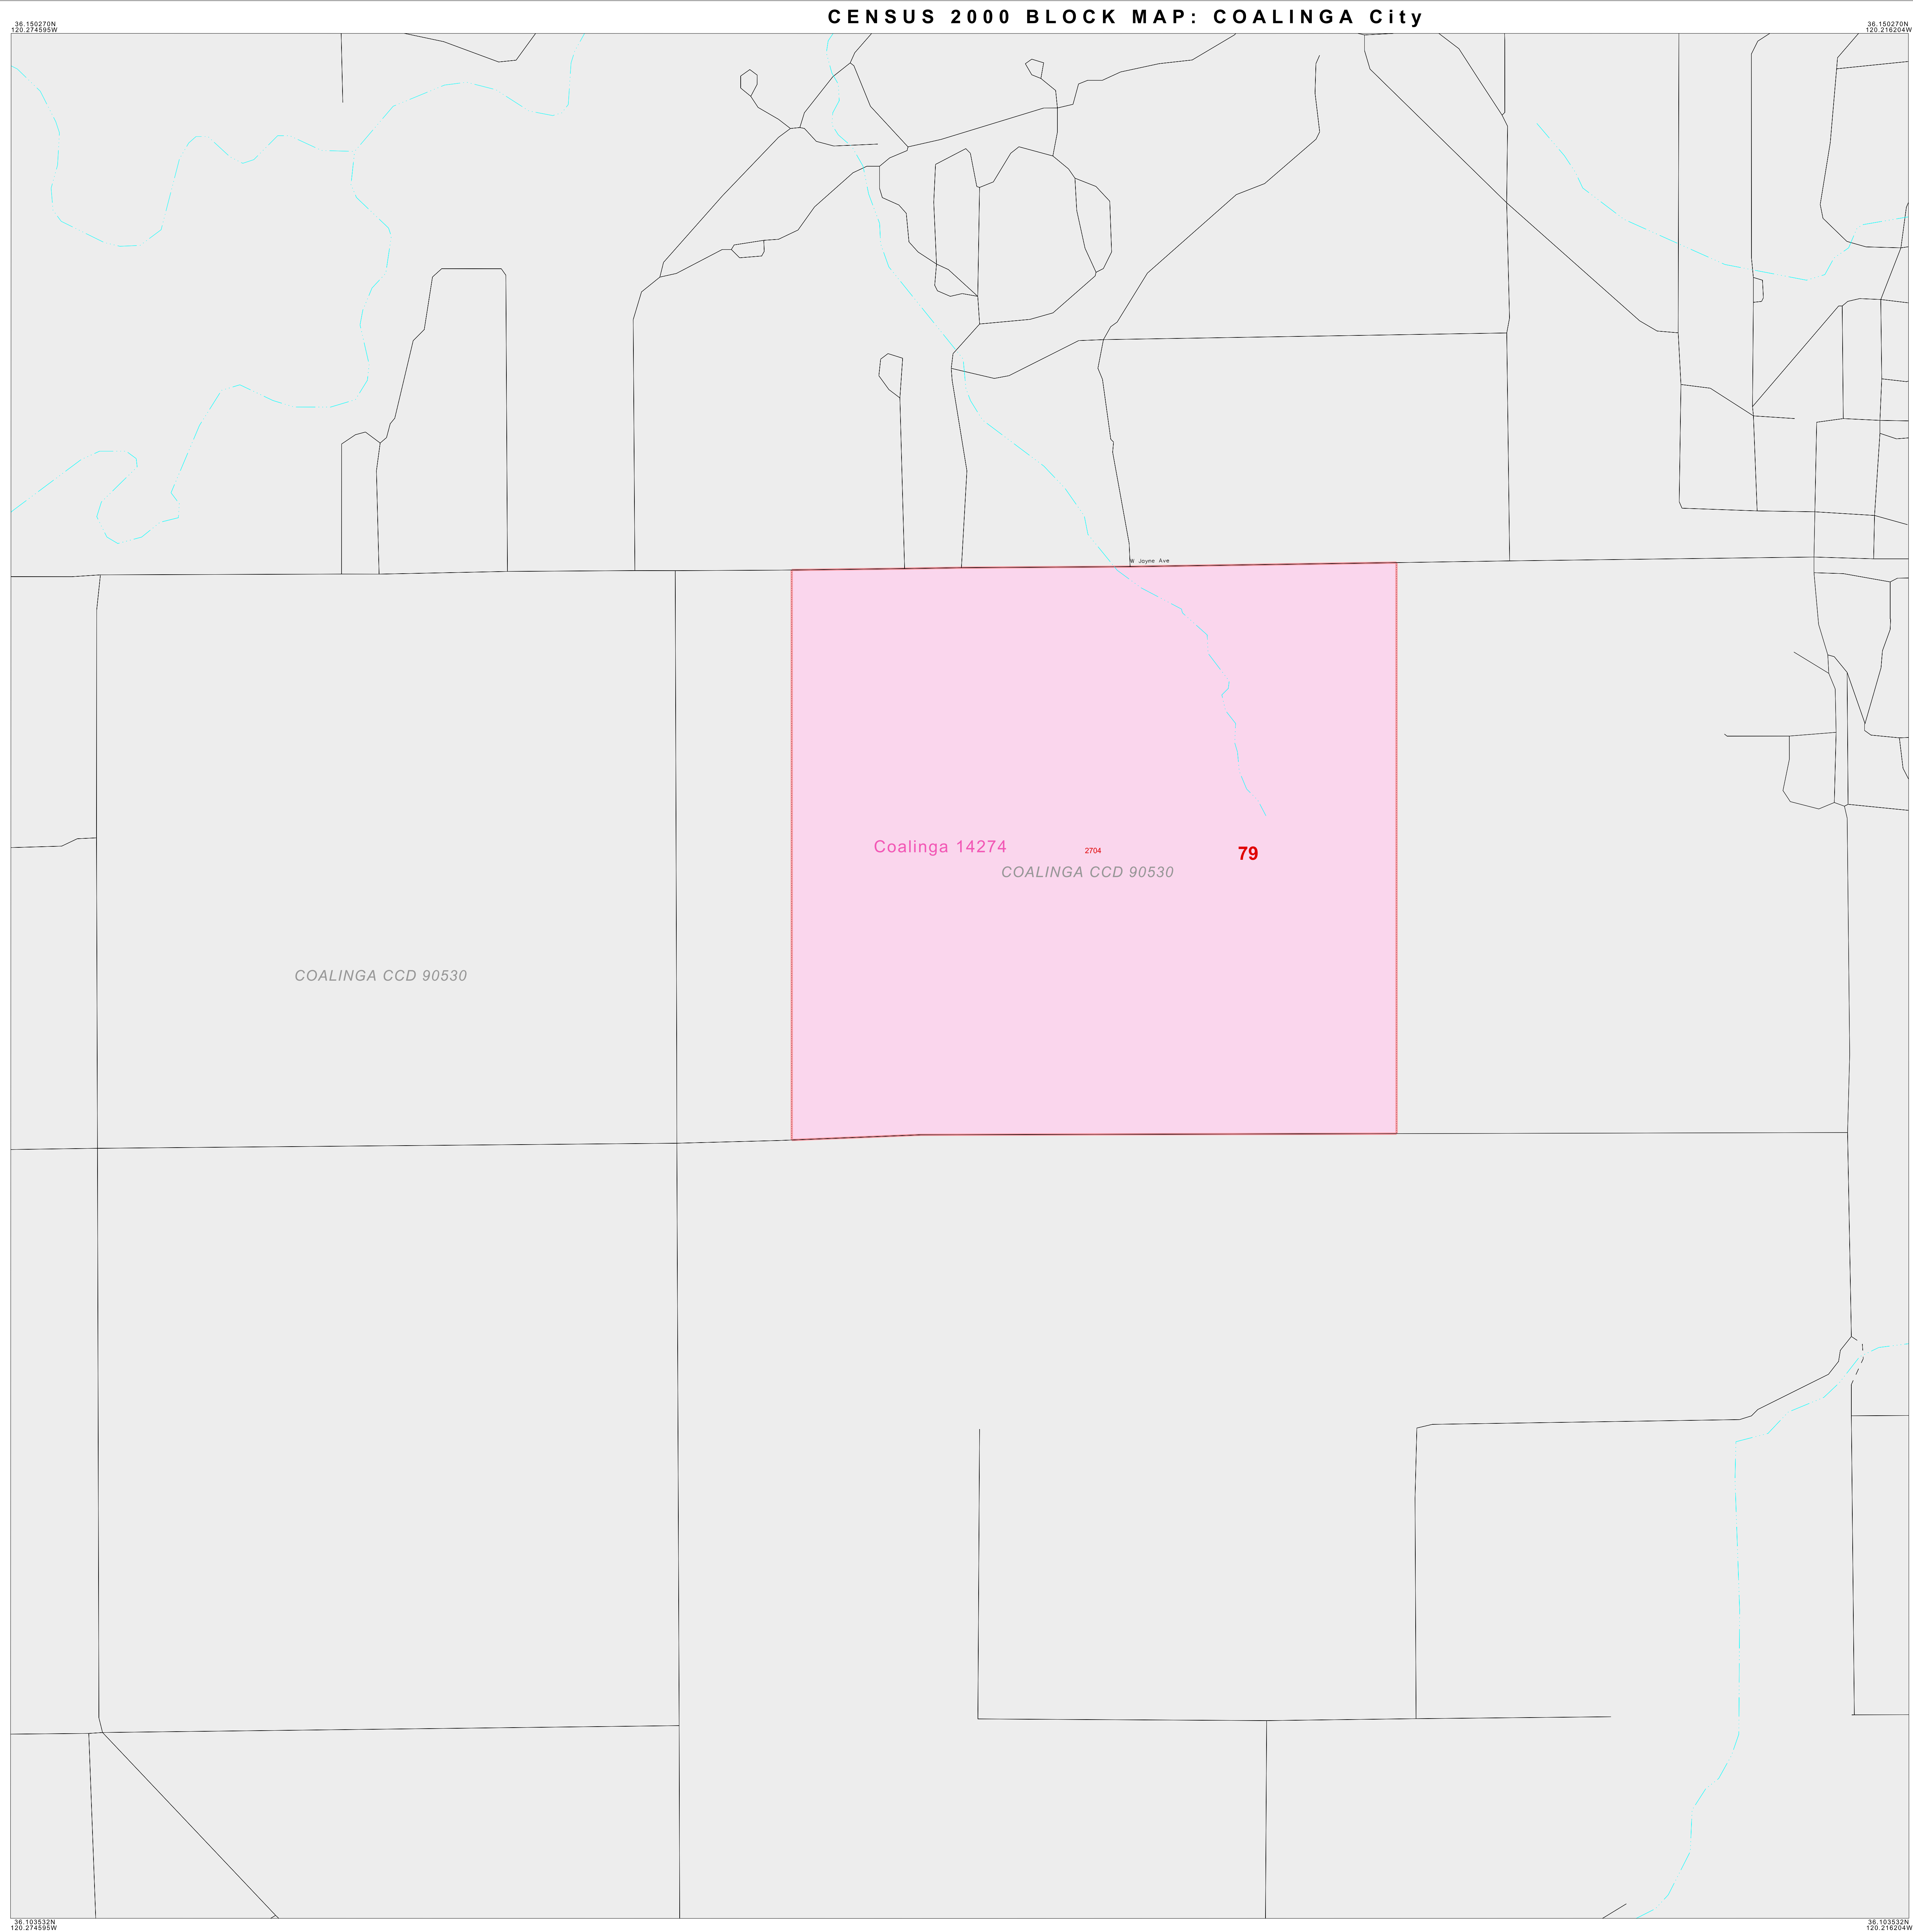 CENSUS 2000 BLOCK MAP: COALINGA City
36.150270N
120.274595W
36.150270N
120.216204W
W Jayne Ave
Coalinga 14274
2704
79
COALINGA CCD 90530
COALINGA CCD 90530
36.103532N
120.274595W
36.103532N
120.216204W